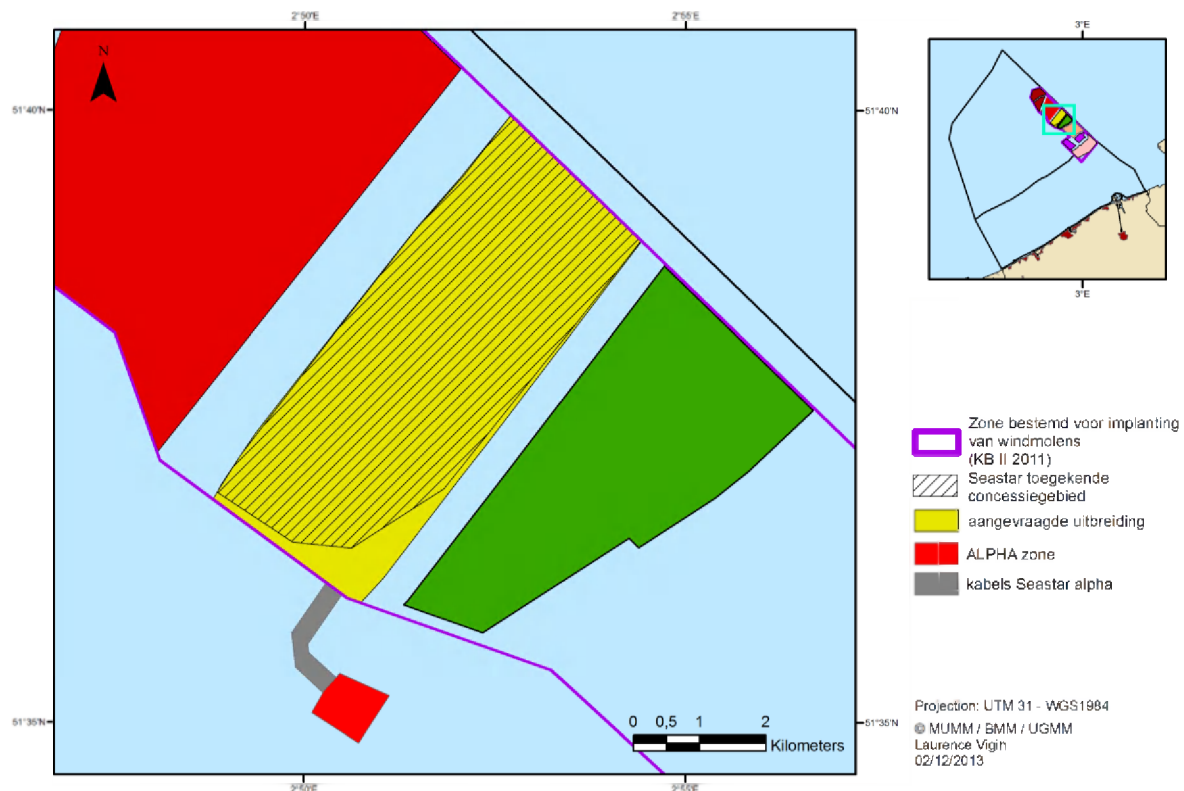 2°50'E
2°55'E
N
51°40'N
51°40'N
51°35'N
51°35'N
0 0,5 1 2
Kilometers
2°50'E
2°55'E
3°E
3°E
Zone bestemd voor implanting
van windmolens
(KB II 2011)
Seastar toegekende
concessiegebied
aangevraagde uitbreiding
ALPHA zone
kabels Seastar alpha
Projection: UTM 31 - WGS1984
© MUMM / BMM / UGMM
Laurence Vigin
02/12/2013